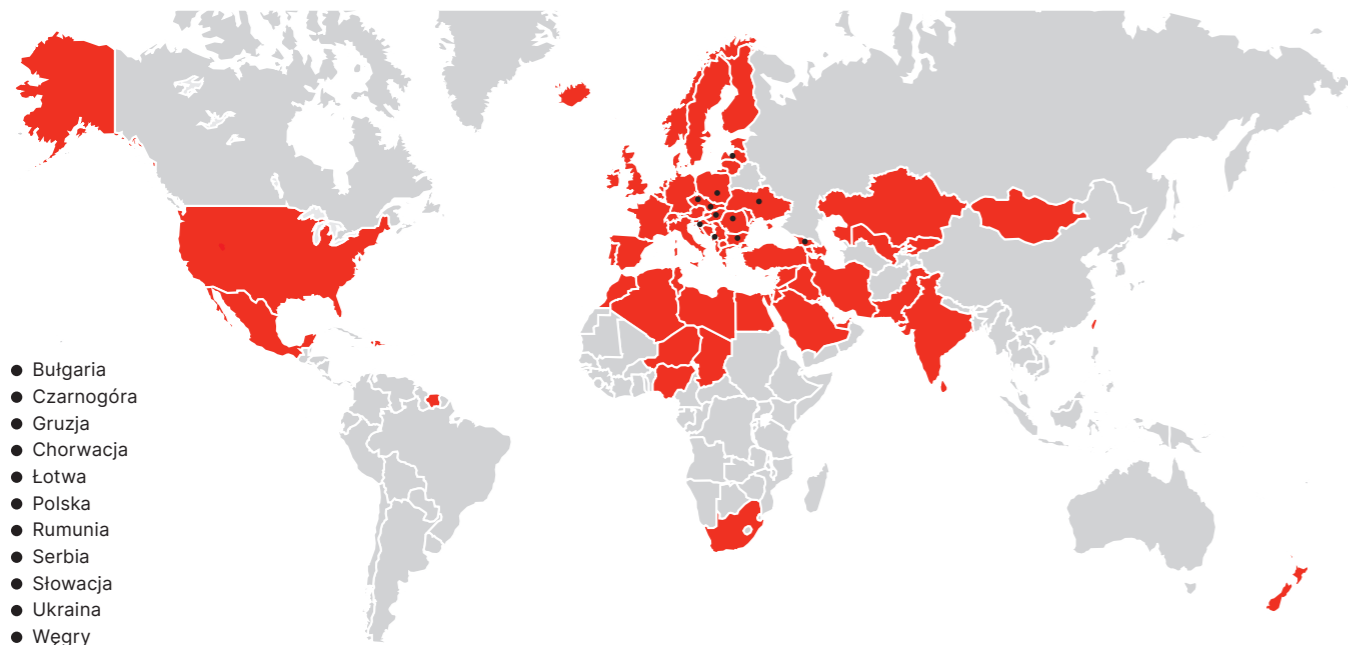 Bułgaria
Czarnogóra
Gruzja
Chorwacja
Łotwa
Polska
Rumunia
Serbia
Słowacja
Ukraina
Węgry